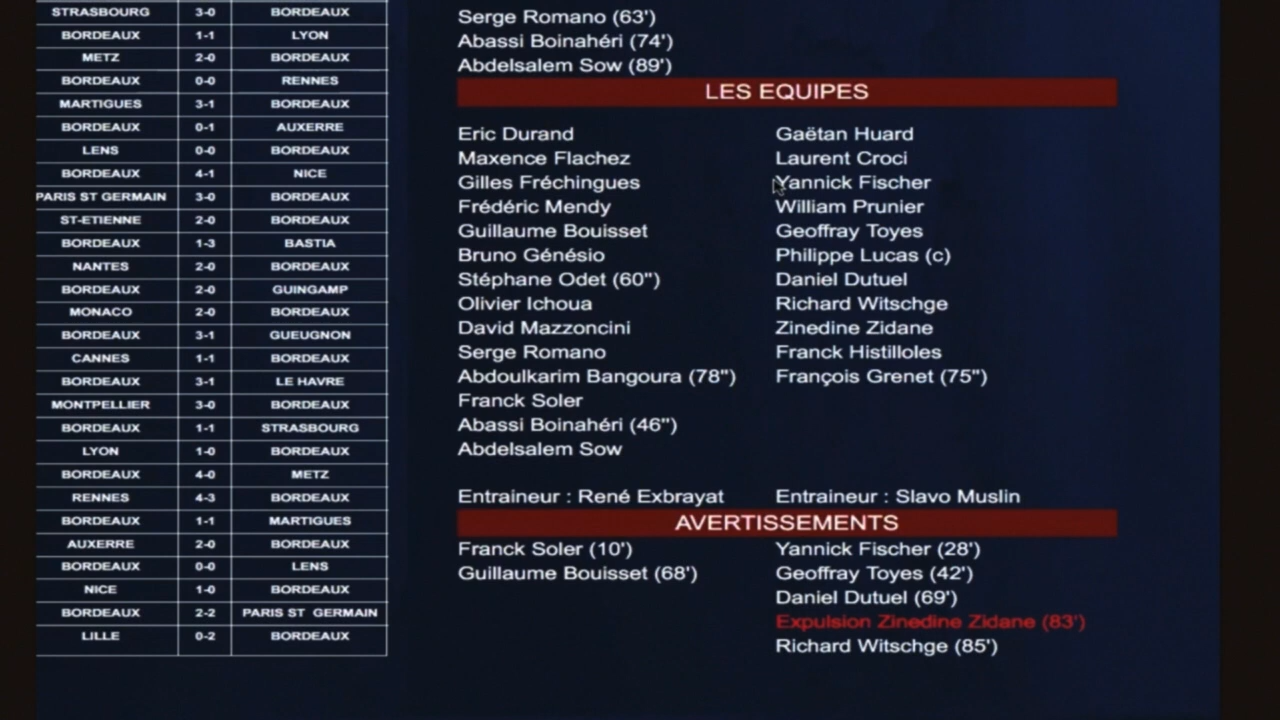 STRASBOURG 3-0 BORDEAUX
BORDEAUX 1-1 LYON
METZ 2-0 BORDEAUX
BORDEAUX 0-0 RENNES
MARTIGUES 3-1 BORDEAUX
BORDEAUX 0-1 AUXERRE
LENS 0-0 BORDEAUX
BORDEAUX 4-1 NICE
PARIS ST GERMAIN 3-0 BORDEAUX
ST-ETIENNE 2-0 BORDEAUX
BORDEAUX 1-3 BASTIA
NANTES 2-0 BORDEAUX
BORDEAUX 2-0 GUINGAMP
MONACO 2-0 BORDEAUX
BORDEAUX 3-1 GUEUGNON
CANNES 1-1 BORDEAUX
BORDEAUX 3-1 LE HAVRE
MONTPELLIER 3-0 BORDEAUX
BORDEAUX 1-1 STRASBOURG
LYON 1-0 BORDEAUX
BORDEAUX 4-0 METZ
RENNES 4-3 BORDEAUX
BORDEAUX 1-1 MARTIGUES
AUXERRE 2-0 BORDEAUX
BORDEAUX 0-0 LENS
NICE 1-0 BORDEAUX
BORDEAUX 2-2 PARIS ST GERMAIN
LILLE 0-2 BORDEAUX
Serge Romano (63')
Abassi Boinahéri (74')
Abdelsalem Sow (89')
LES EQUIPES
Eric Durand
Maxence Flachez
Gilles Fréchingues
Frédéric Mendy
Guillaume Bouisset
Bruno Génésio
Stéphane Odet (60")
Olivier Ichoua
David Mazzoncini
Serge Romano
Abdoulkarim Bangoura (78")
Franck Soler
Abassi Boinahéri (46")
Abdelsalem Sow
Entraineur : René Exbrayat
Gaëtan Huard
Laurent Croci
Yannick Fischer
William Prunier
Geoffray Toyes
Philippe Lucas (c)
Daniel Dutuel
Richard Witschge
Zinedine Zidane
Franck Histilloles
François Grenet (75")
Entraineur : Slavo Muslin
AVERTISSEMENTS
Franck Soler (10')
Guillaume Bouisset (68')
Yannick Fischer (28')
Geoffray Toyes (42')
Daniel Dutuel (69')
Expulsion Zinedine Zidane (83')
Richard Witschge (85')